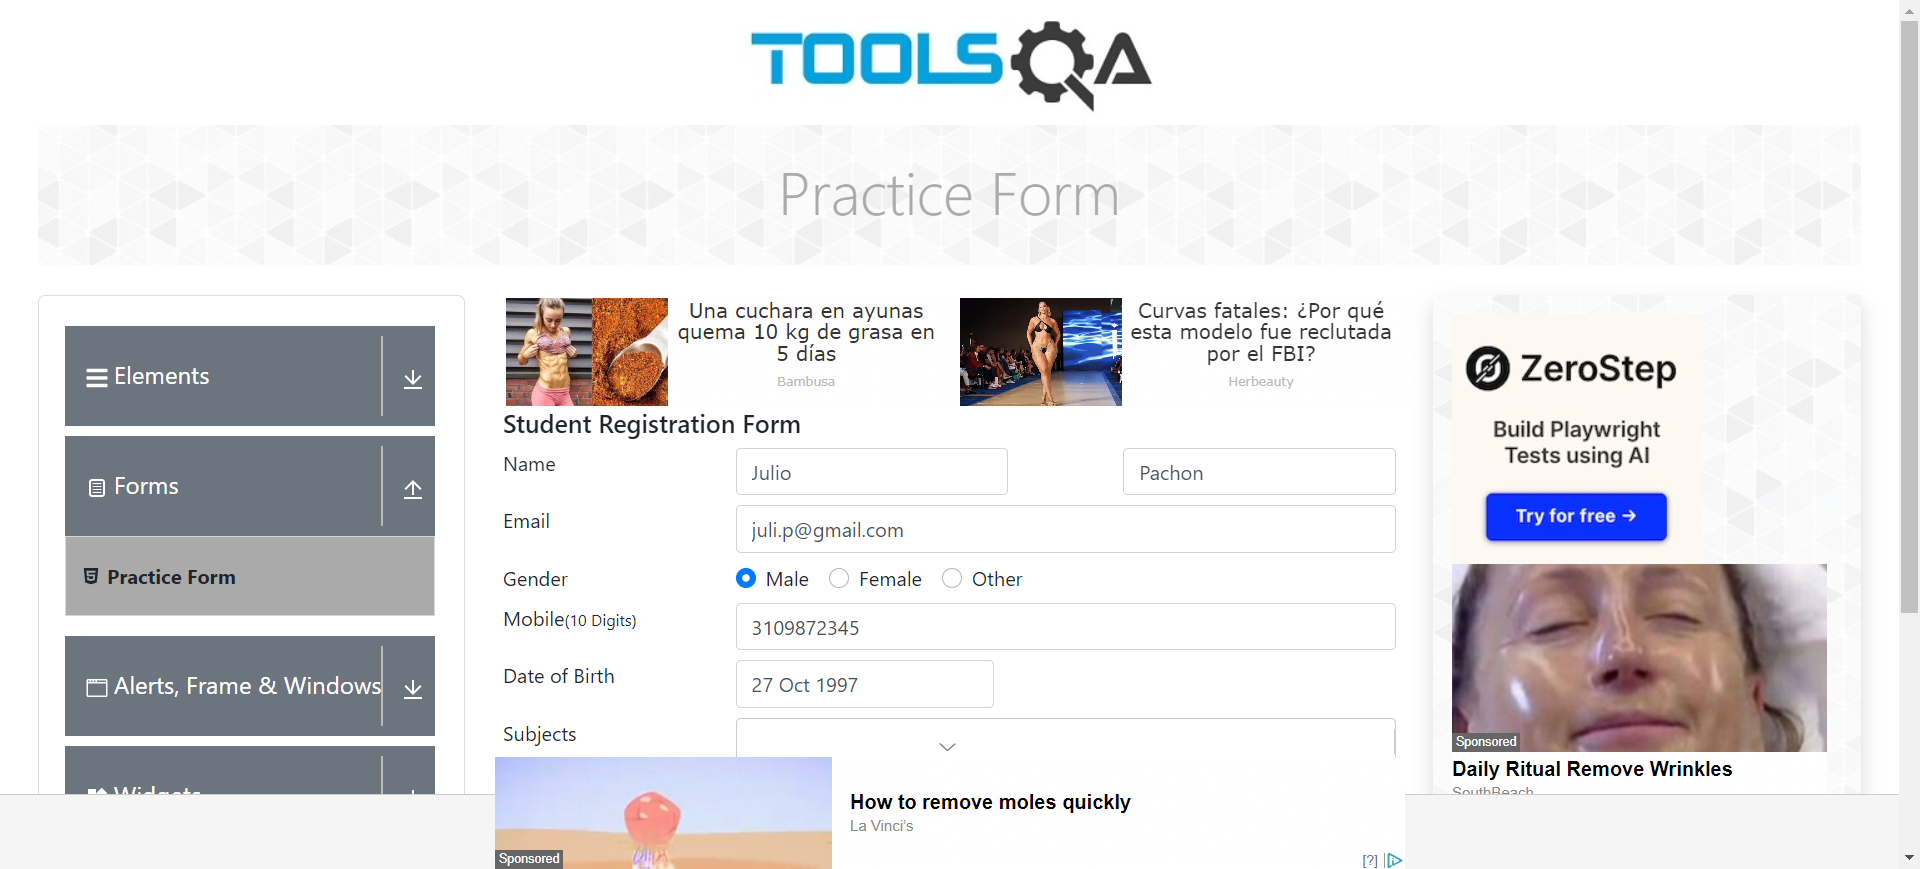 TOOLSQA
Practice Form
Elements
Forms
Practice Form
Alerts, Frame & Windows
Widgets
Una cuchara en ayunas
quema 10 kg de grasa en
5 días
Bambusa
Curvas fatales: ¿Por qué
esta modelo fue reclutada
por el FBI?
Herbeauty
Student Registration Form
Name
Julio
Pachon
Email
juli.p@gmail.com
Gender
Male
Female
Other
Mobile(10 Digits)
3109872345
Date of Birth
27 Oct 1997
Subjects
Sponsored
How to remove moles quickly
La Vinci's
[?]
ZeroStep
Build Playwright
Tests using AI
Try for free →
Sponsored
Daily Ritual Remove Wrinkles
SouthBeach